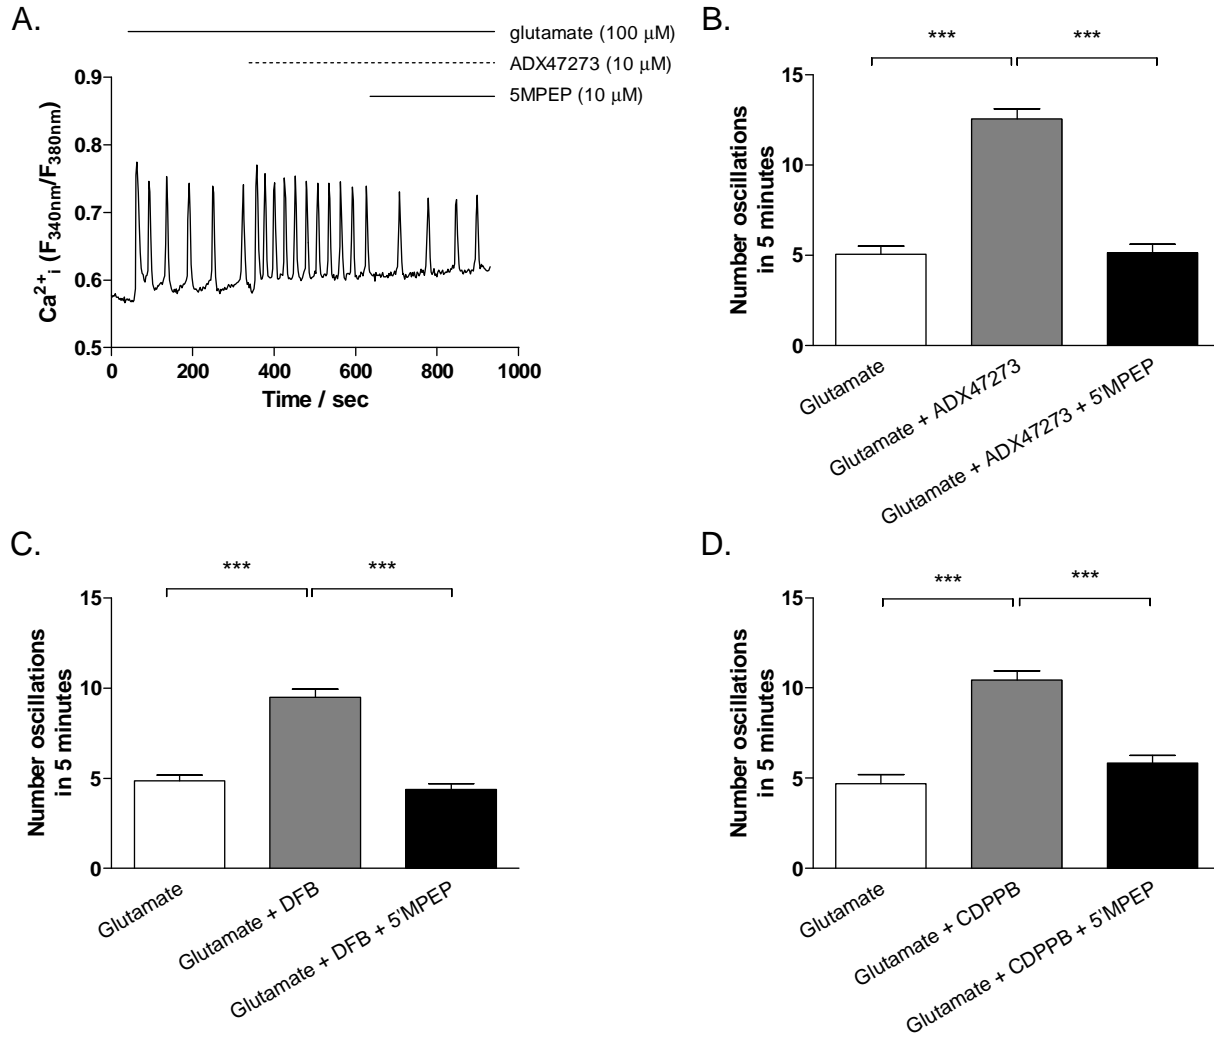 A.
glutamate (100 μM)
ADX47273 (10 μM)
5MPEP (10 μM)
Ca2+i (F340nm/F380nm)
0.9
0.8
0.7
0.6
0.5
0 200 400 600 800 1000
Time / sec
B.
*** ***
Number oscillations
in 5 minutes
15
10
5
0
Glutamate
Glutamate + ADX47273
Glutamate + ADX47273 + 5'MPEP
C.
*** ***
Number oscillations
in 5 minutes
15
10
5
0
Glutamate
Glutamate + DFB
Glutamate + DFB + 5'MPEP
D.
*** ***
Number oscillations
in 5 minutes
15
10
5
0
Glutamate
Glutamate + CDPPB
Glutamate + CDPPB + 5'MPEP